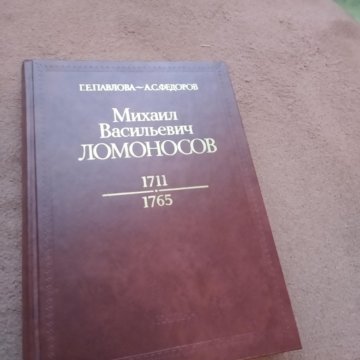 Г.Е.ПАВЛОВА~А.С.ФЕДОРОВ
Михаил
Васильевич
ЛОМОНОСОВ
1711
1765